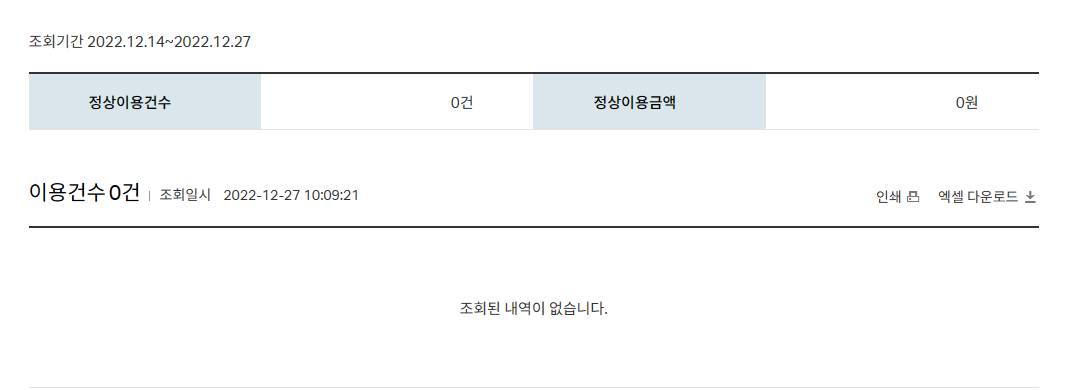 조회기간 2022.12.14~2022.12.27
정상이용건수 0건 정상이용금액 0원
이용건수 0건 조회일시 2022-12-27 10:09:21 인쇄 엑셀 다운로드
조회된 내역이 없습니다.